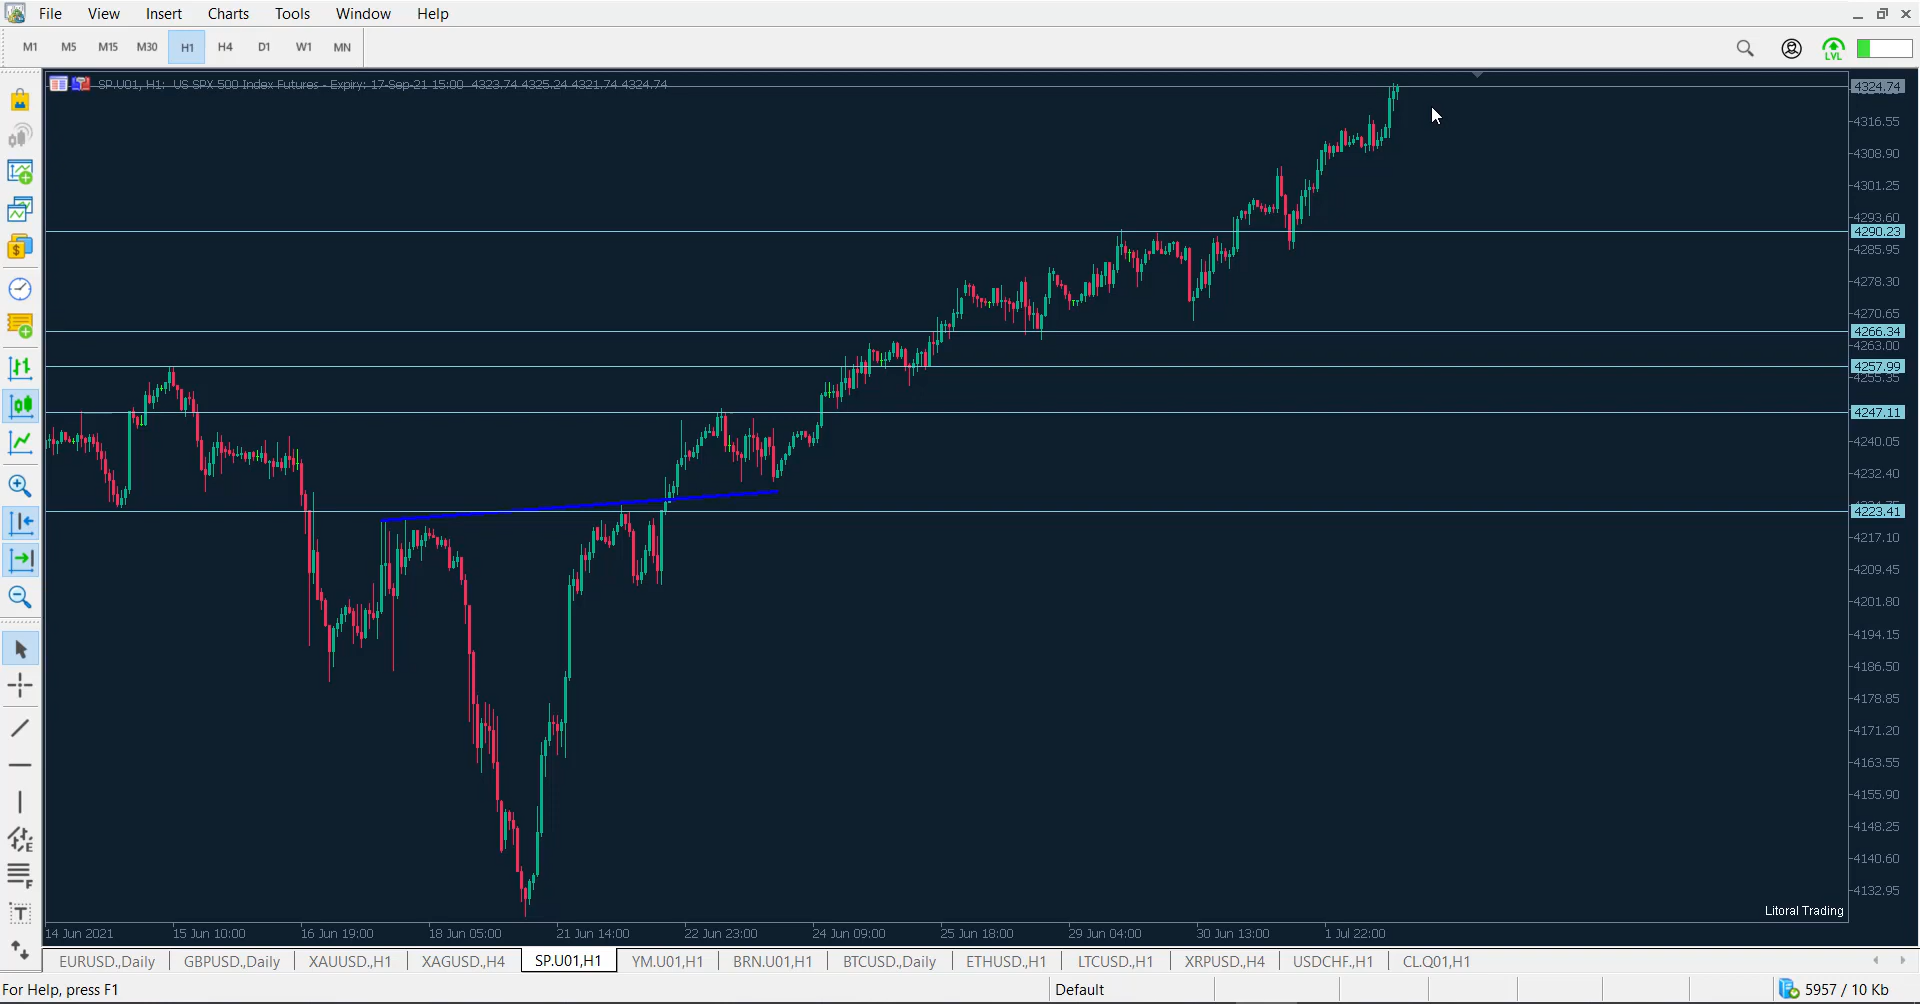 File View Insert Charts Tools Window Help
M1 M5 M15 M30 H1 H4 D1 W1 MN
LVL
SP.U01, H1: US SPX 500 Index Futures - Expiry: 17-Sep-21 15:00 4323.74 4325.24 4321.74 4324.74
4324.74
4316.55
4308.90
4301.25
4293.60
4290.23
4285.95
4278.30
4270.65
4266.34
4263.00
4257.99
4255.35
4247.11
4240.05
4232.40
4223.41
4217.10
4209.45
4201.80
4194.15
4186.50
4178.85
4171.20
4163.55
4155.90
4148.25
4140.60
4132.95
E
F
T
Litoral Trading
14 Jun 2021 15 Jun 10:00 16 Jun 19:00 18 Jun 05:00 21 Jun 14:00 22 Jun 23:00 24 Jun 09:00 25 Jun 18:00 29 Jun 04:00 30 Jun 13:00 1 Jul 22:00
EURUSD.,Daily GBPUSD.,Daily XAUUSD.,H1 XAGUSD.,H4 SP.U01,H1 YM.U01,H1 BRN.U01,H1 BTCUSD.,Daily ETHUSD.,H1 LTCUSD.,H1 XRPUSD.,H4 USDCHF.,H1 CL.Q01,H1
For Help, press F1 Default 5957 / 10 Kb